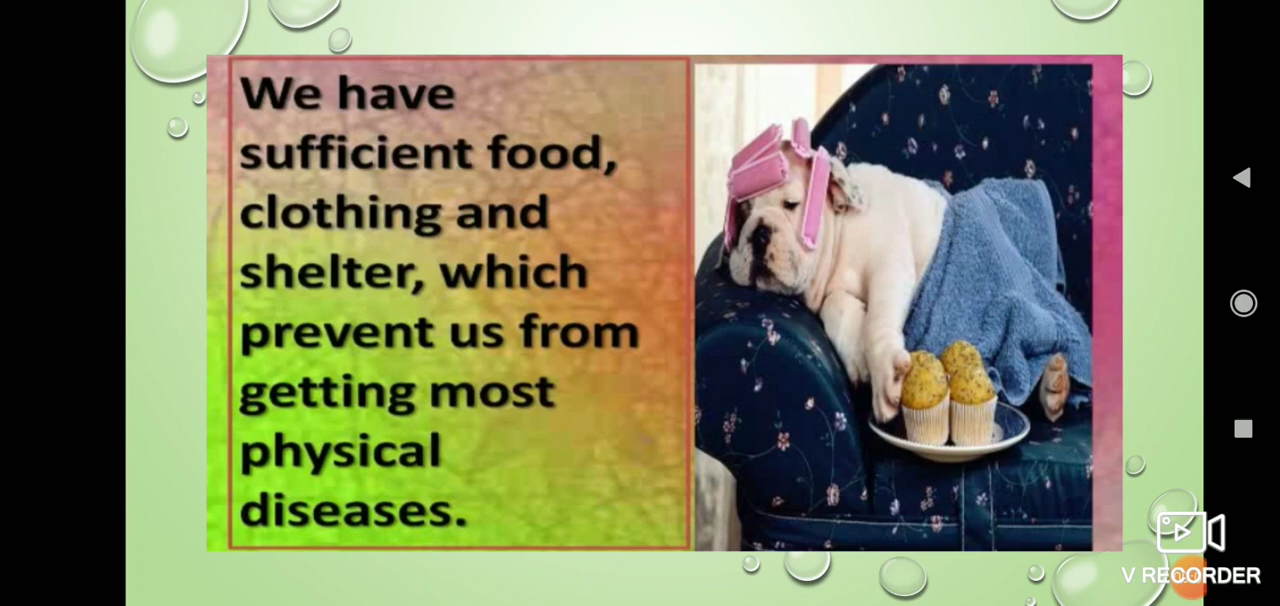 We have
sufficient food,
clothing and
shelter, which
prevent us from
getting most
physical
diseases.
V RECORDER